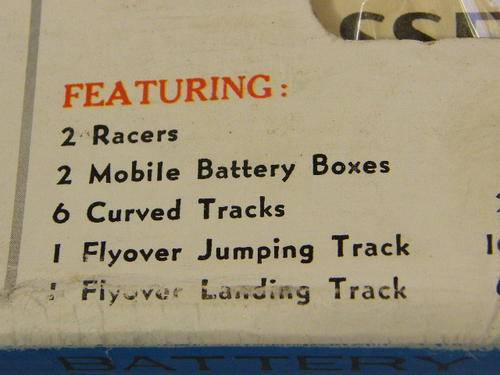 FEATURING:
2 Racers
2 Mobile Battery Boxes
6 Curved Tracks
1 Flyover Jumping Track
1 Flyover Landing Track
BATTERY